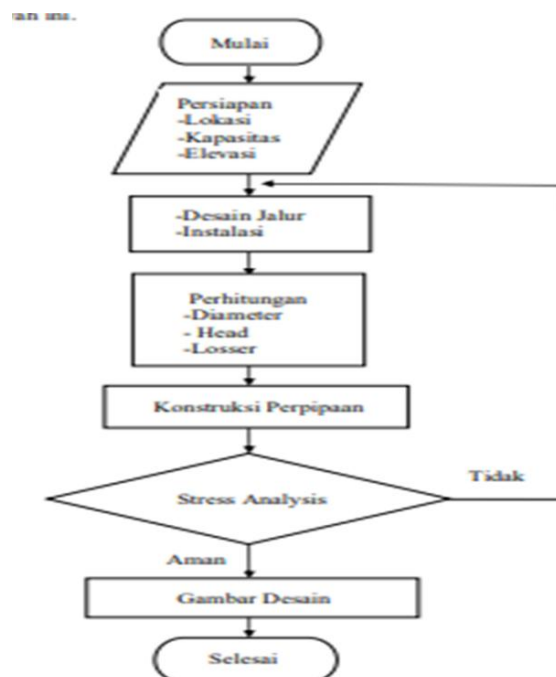 ini.
Mulai
Persiapan
-Lokasi
-Kapasitas
-Elevasi
-Desain Jalur
-Instalasi
Perhitungan
-Diameter
- Head
-Losser
Konstruksi Perpipaan
Stress Analysis
Tidak
Aman
Gambar Desain
Selesai